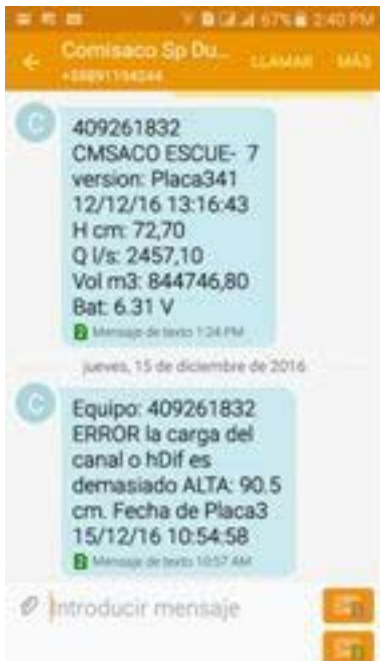 67% 2:40 PM
Comisaco Sp Du...
LLAMAR MÁS
C
409261832
CMSACO ESCUE- 7
version: Placa341
12/12/16 13:16:43
H cm: 72,70
Q l/s: 2457,10
Vol m3: 844746,80
Bat: 6.31 V
2 Mensaje de texto 1:24 PM
jueves, 15 de diciembre de 2016
C
Equipo: 409261832
ERROR la carga del
canal o hDif es
demasiado ALTA: 90.5
cm. Fecha de Placa3
15/12/16 10:54:58
2 Mensaje de texto 10:57 AM
Introducir mensaje